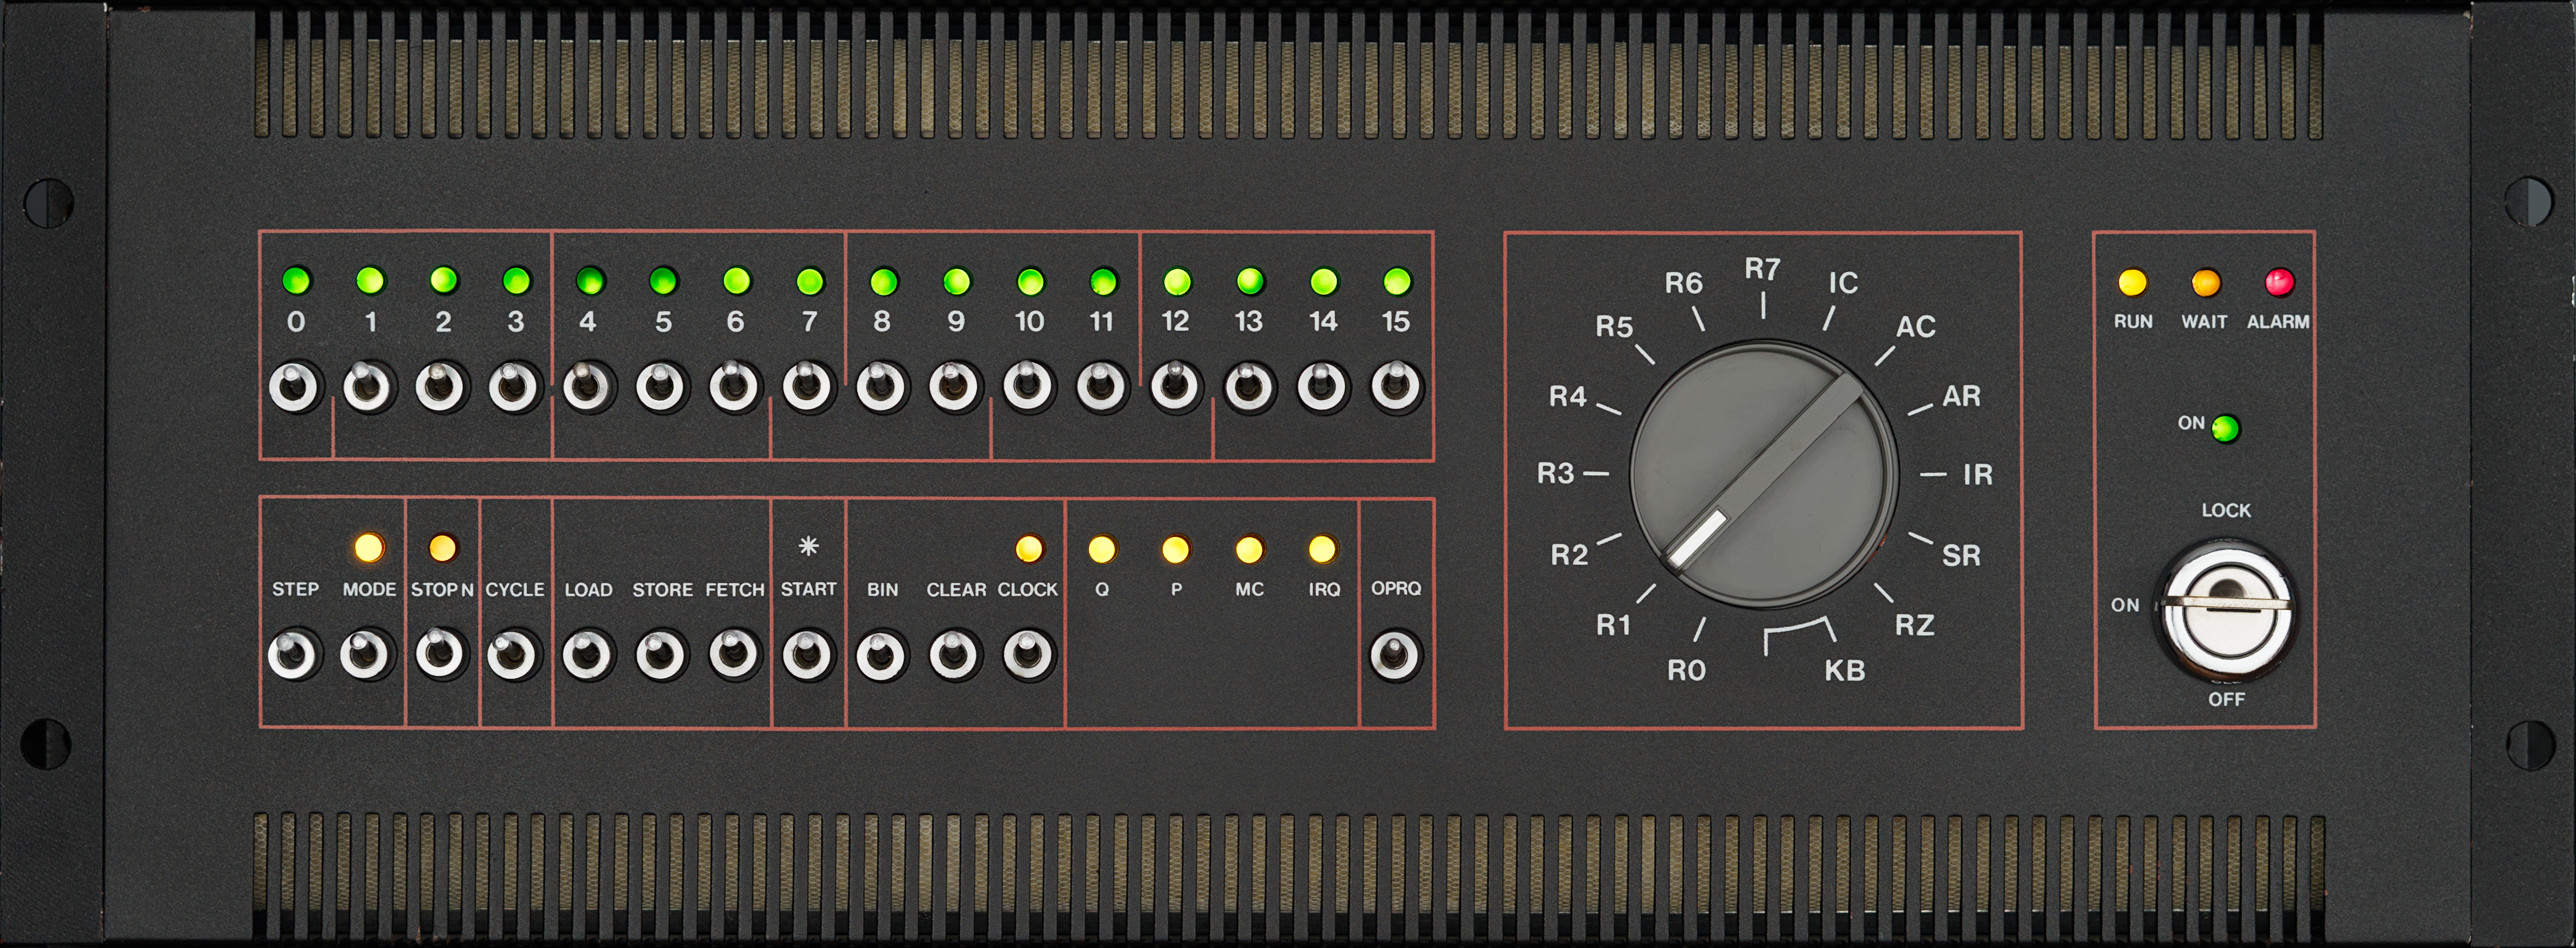 0 1 2 3 4 5 6 7 8 9 10 11 12 13 14 15
STEP MODE STOP N CYCLE LOAD STORE FETCH START BIN CLEAR CLOCK Q P MC IRQ OPRQ
R0
R1
R2
R3
R4
R5
R6
R7
IC
AC
AR
IR
SR
RZ
KB
RUN WAIT ALARM
ON
LOCK
ON
OFF